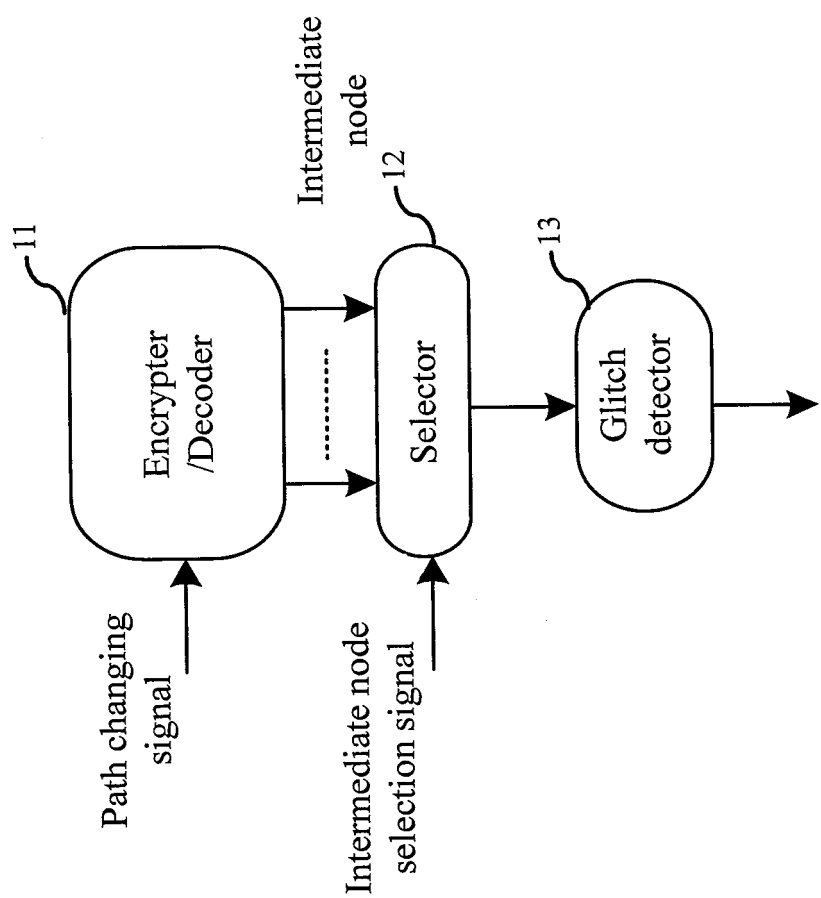 11
Encrypter
/Decoder
Path changing
signal
Intermediate
node
12
Selector
Intermediate node
selection signal
13
Glitch
detector